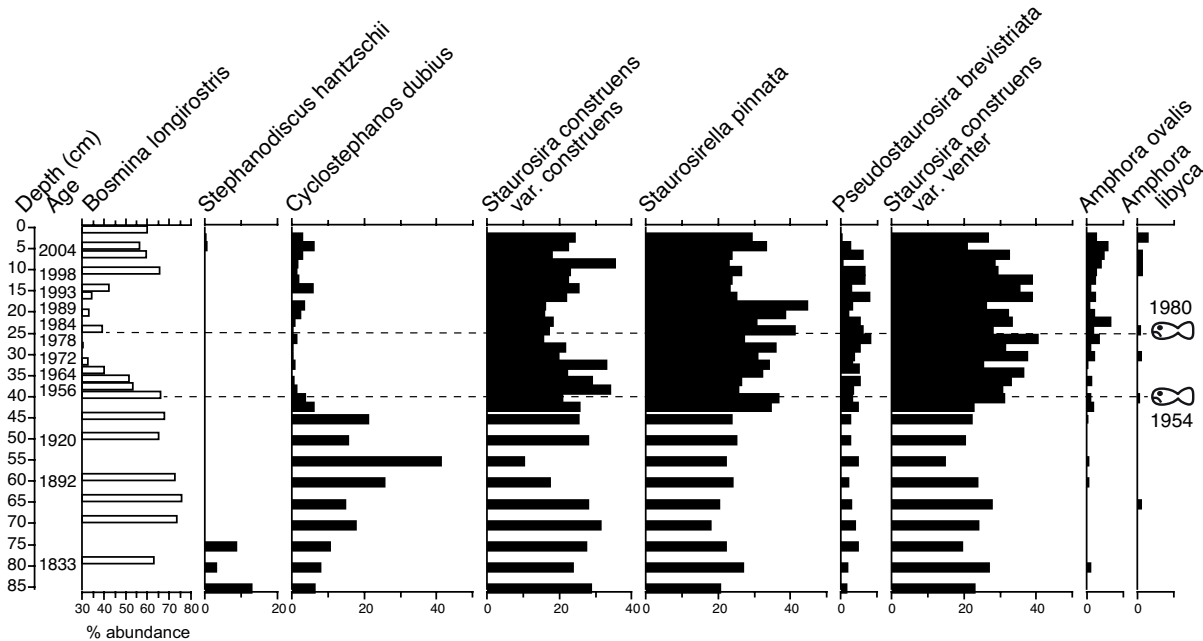 Depth (cm)
Age
Bosmina longirostris
Stephanodiscus hantzschii
Cyclostephanos dubius
Staurosira construens
var. construens
Staurosirella pinnata
Pseudostaurosira brevistriata
Staurosira construens
var. venter
Amphora ovalis
Amphora
libyca
0
5
10
15
20
25
30
35
40
45
50
55
60
65
70
75
80
85
2004
1998
1993
1989
1984
1978
1972
1964
1956
1920
1892
1833
1980
1954
30 40 50 60 70 80
0 20
0 20 40
0 20 40
0 20 40
0
0 20 40
0
0
% abundance